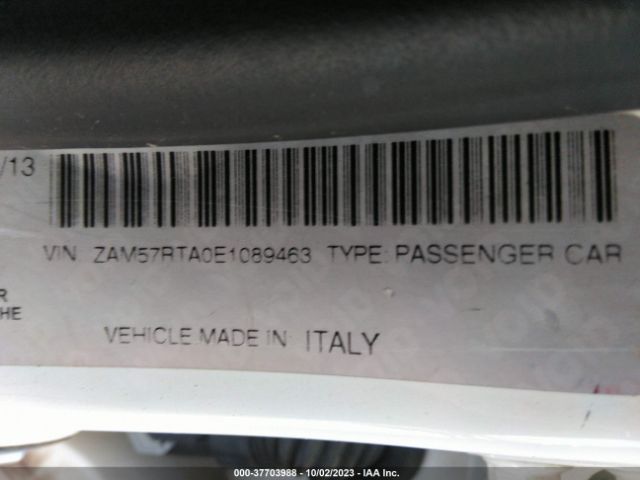 /13
VIN: ZAM57RTA0E1089463 TYPE: PASSENGER CAR
R
HE
VEHICLE MADE IN: ITALY
000-37703988 - 10/02/2023 - IAA Inc.